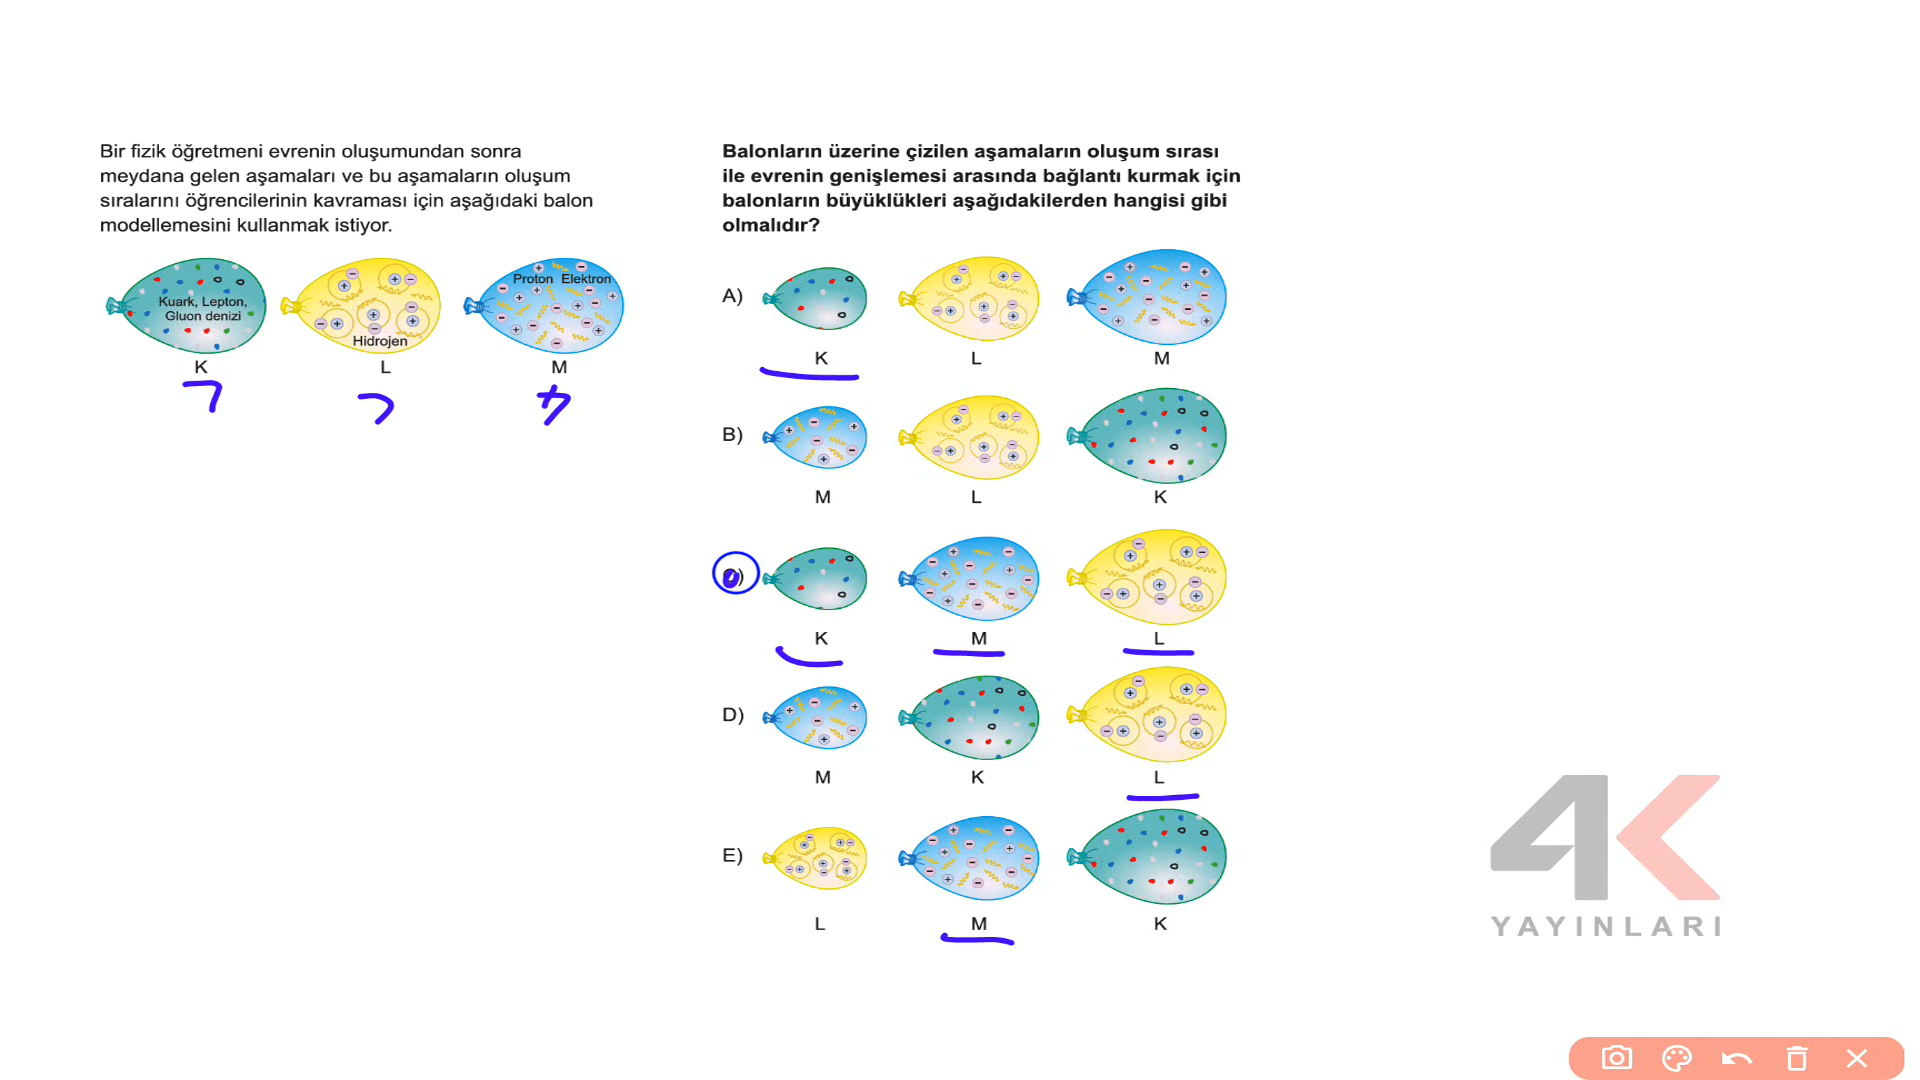 Bir fizik öğretmeni evrenin oluşumundan sonra
meydana gelen aşamaları ve bu aşamaların oluşum
sıralarını öğrencilerinin kavraması için aşağıdaki balon
modellemesini kullanmak istiyor.
Kuark, Lepton,
Gluon denizi
Hidrojen
Proton Elektron
K L M
Balonların üzerine çizilen aşamaların oluşum sırası
ile evrenin genişlemesi arasında bağlantı kurmak için
balonların büyüklükleri aşağıdakilerden hangisi gibi
olmalıdır?
A)
K L M
B)
M L K
K M L
D)
M K L
E)
L M K
4K
YAYINLARI